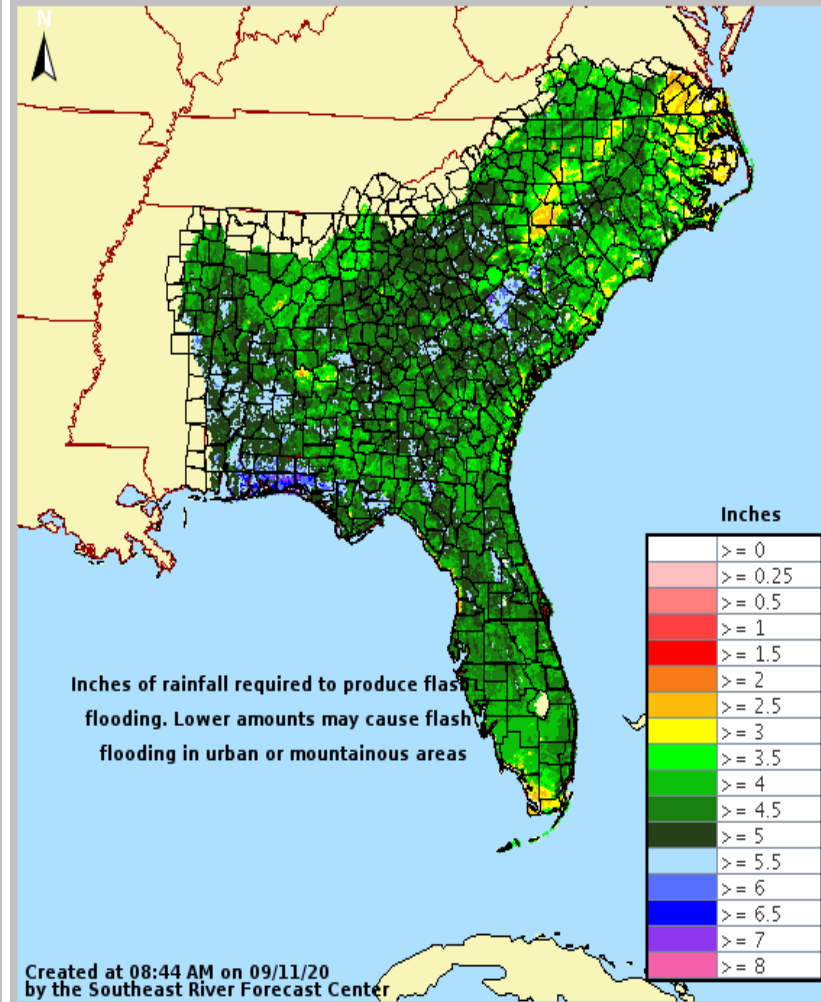 N
Inches
>= 0
>= 0.25
>= 0.5
>= 1
>= 1.5
>= 2
>= 2.5
>= 3
>= 3.5
>= 4
>= 4.5
>= 5
>= 5.5
>= 6
>= 6.5
>= 7
>= 8
Inches of rainfall required to produce flash
flooding. Lower amounts may cause flash
flooding in urban or mountainous areas
Created at 08:44 AM on 09/11/20
by the Southeast River Forecast Center